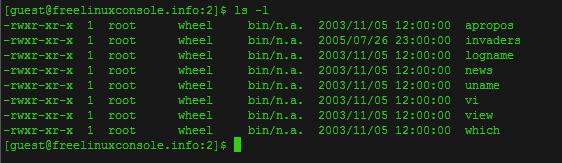 [guest@freelinuxconsole.info:2]$ ls -l
-rwxr-xr-x 1 root wheel bin/n.a. 2003/11/05 12:00:00 apropos
-rwxr-xr-x 1 root wheel bin/n.a. 2005/07/26 23:00:00 invaders
-rwxr-xr-x 1 root wheel bin/n.a. 2003/11/05 12:00:00 logname
-rwxr-xr-x 1 root wheel bin/n.a. 2003/11/05 12:00:00 news
-rwxr-xr-x 1 root wheel bin/n.a. 2003/11/05 12:00:00 uname
-rwxr-xr-x 1 root wheel bin/n.a. 2003/11/05 12:00:00 vi
-rwxr-xr-x 1 root wheel bin/n.a. 2003/11/05 12:00:00 view
-rwxr-xr-x 1 root wheel bin/n.a. 2003/11/05 12:00:00 which
[guest@freelinuxconsole.info:2]$